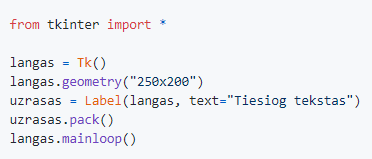 from tkinter import *
langas = Tk()
langas.geometry("250x200")
uzrasas = Label(langas, text="Tiesiog tekstas")
uzrasas.pack()
langas.mainloop()